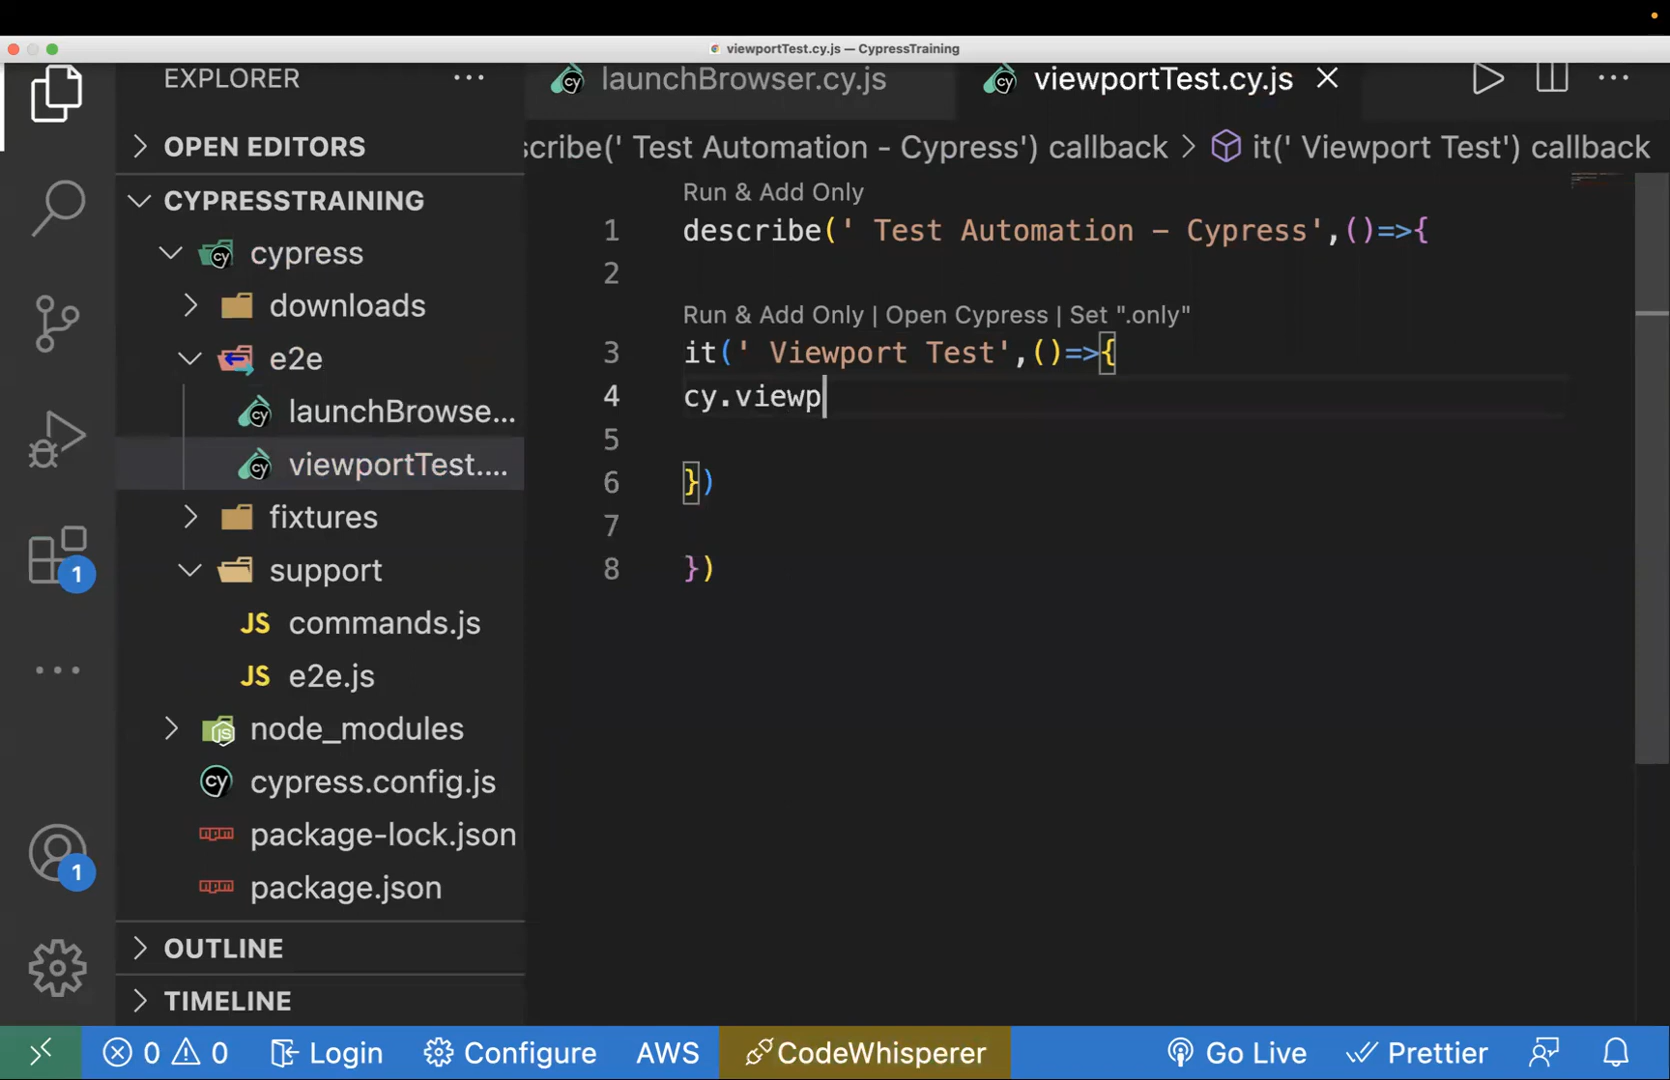 viewportTest.cy.js — CypressTraining
EXPLORER
launchBrowser.cy.js
viewportTest.cy.js
OPEN EDITORS
scribe(' Test Automation - Cypress') callback > it(' Viewport Test') callback
CYPRESSTRAINING
cypress
downloads
e2e
launchBrowse...
viewportTest....
fixtures
support
JS commands.js
JS e2e.js
node_modules
cypress.config.js
package-lock.json
package.json
OUTLINE
TIMELINE
Run & Add Only
1 describe(' Test Automation - Cypress',()=>{
2
Run & Add Only | Open Cypress | Set ".only"
3 it(' Viewport Test',()=>{
4 cy.viewp
5
6 })
7
8 })
1
1
0 0 Login Configure AWS CodeWhisperer Go Live Prettier